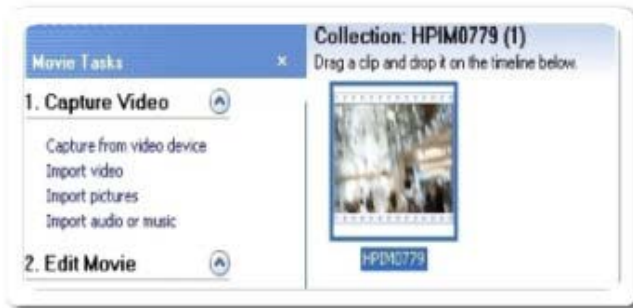 Movie Tasks
×
1. Capture Video
Capture from video device
Import video
Import pictures
Import audio or music
2. Edit Movie
Collection: HPIM0779 (1)
Drag a clip and drop it on the timeline below.
HPIM0779